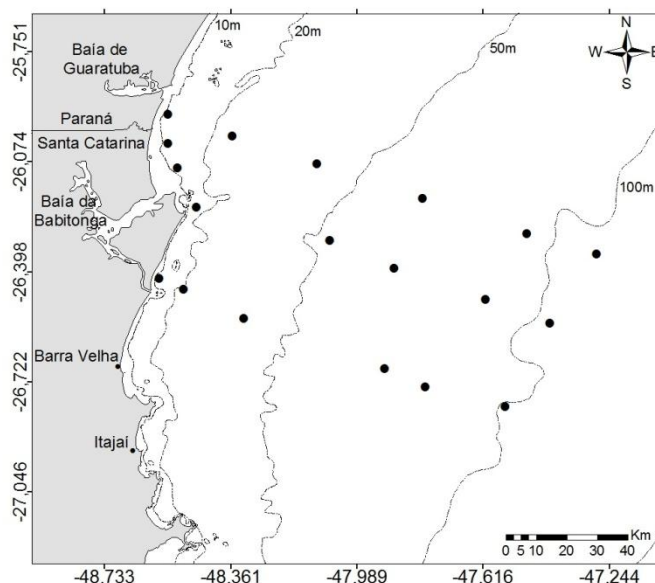 10m
20m
50m
100m
N
W E
S
Baía de
Guaratuba
Paraná
Santa Catarina
Baía da
Babitonga
Barra Velha
Itajaí
-25,751
-26,074
-26,398
-26,722
-27,046
Km
0 5 10 20 30 40
-48.733 -48.361 -47.989 -47.616 -47.244